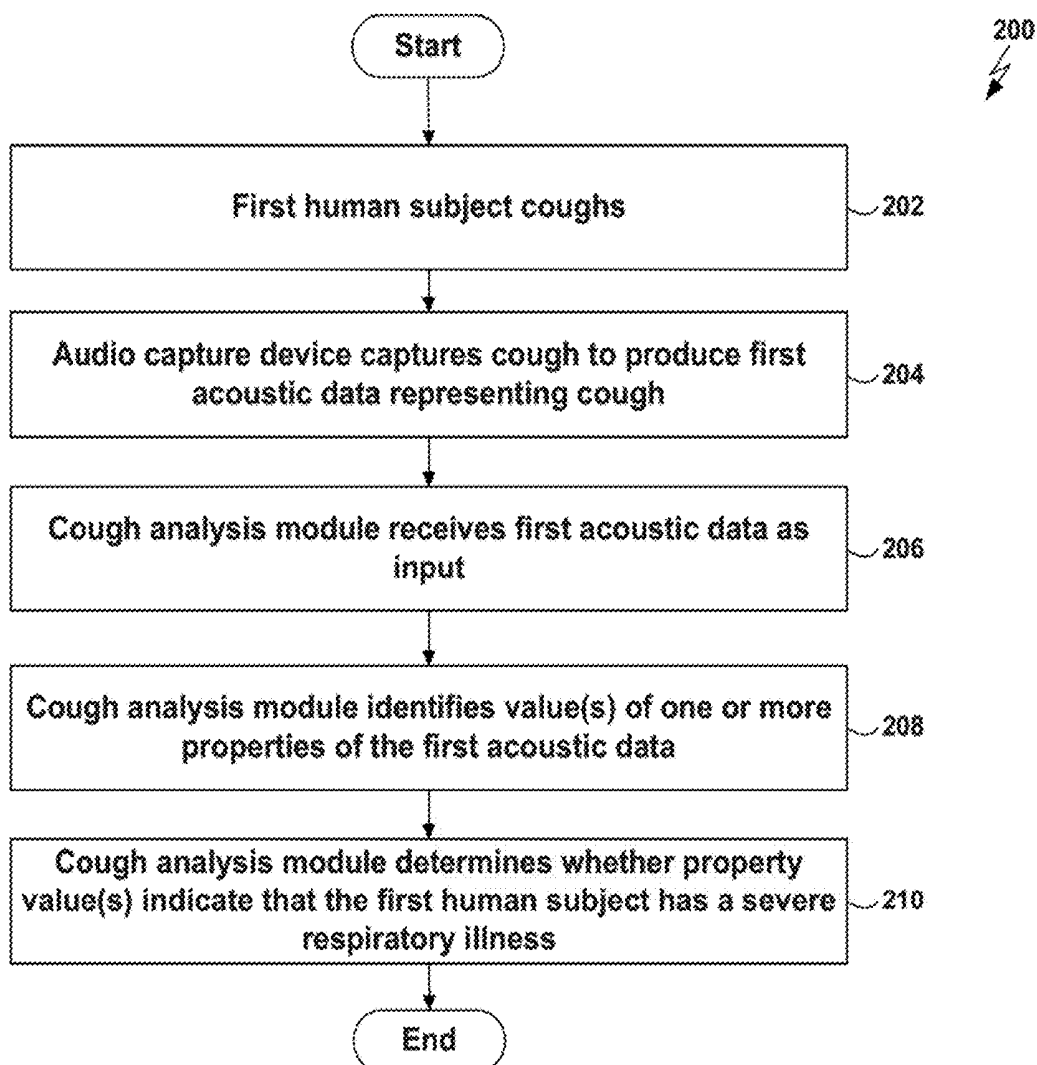 Start
200
First human subject coughs
202
Audio capture device captures cough to produce first
acoustic data representing cough
204
Cough analysis module receives first acoustic data as
input
206
Cough analysis module identifies value(s) of one or more
properties of the first acoustic data
208
Cough analysis module determines whether property
value(s) indicate that the first human subject has a severe
respiratory illness
210
End